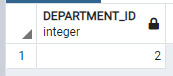 DEPARTMENT_ID
integer
1 2